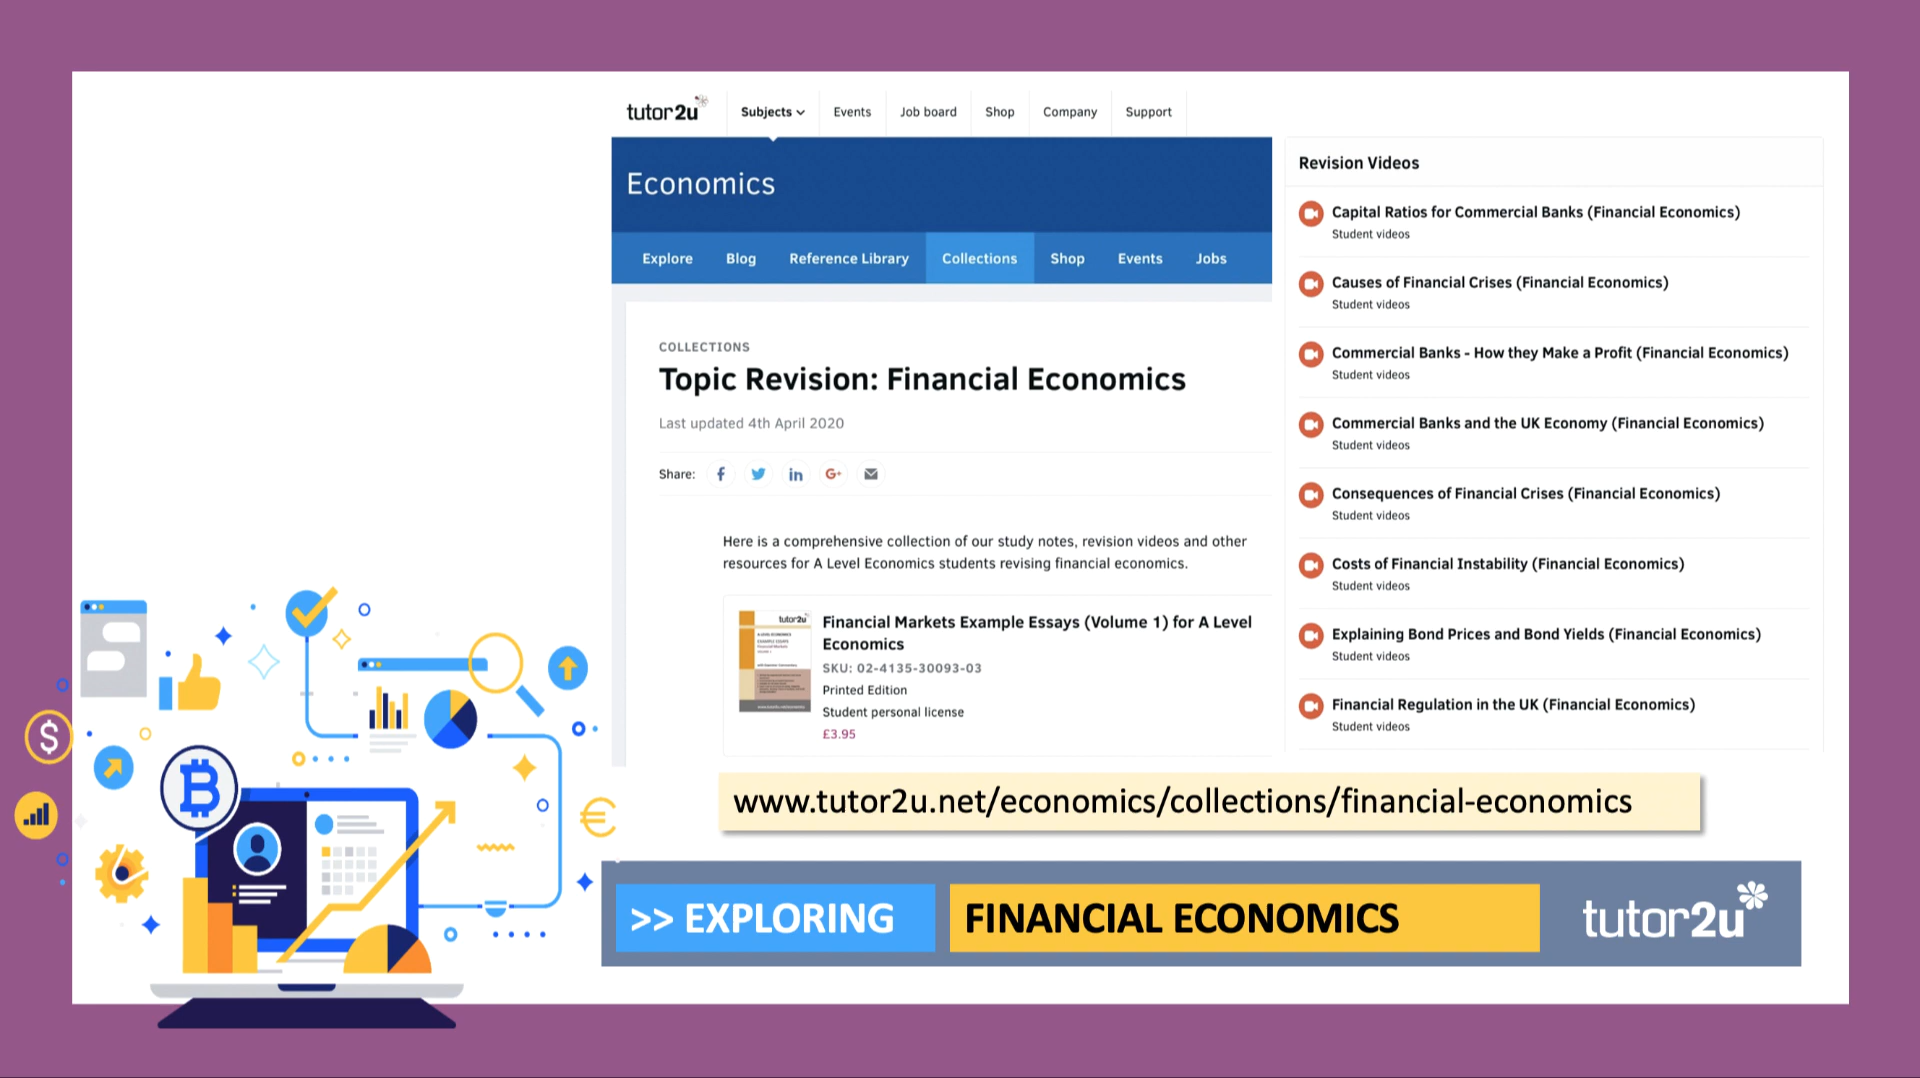 tutor2u
Subjects
Events
Job board
Shop
Company
Support
Economics
Explore
Blog
Reference Library
Collections
Shop
Events
Jobs
COLLECTIONS
Topic Revision: Financial Economics
Last updated 4th April 2020
Share:
Here is a comprehensive collection of our study notes, revision videos and other
resources for A Level Economics students revising financial economics.
tutor2u
Financial Markets Example Essays (Volume 1) for A Level
Economics
SKU: 02-4135-30093-03
Printed Edition
Student personal license
£3.95
Revision Videos
Capital Ratios for Commercial Banks (Financial Economics)
Student videos
Causes of Financial Crises (Financial Economics)
Student videos
Commercial Banks - How they Make a Profit (Financial Economics)
Student videos
Commercial Banks and the UK Economy (Financial Economics)
Student videos
Consequences of Financial Crises (Financial Economics)
Student videos
Costs of Financial Instability (Financial Economics)
Student videos
Explaining Bond Prices and Bond Yields (Financial Economics)
Student videos
Financial Regulation in the UK (Financial Economics)
Student videos
www.tutor2u.net/economics/collections/financial-economics
>> EXPLORING
FINANCIAL ECONOMICS
tutor2u